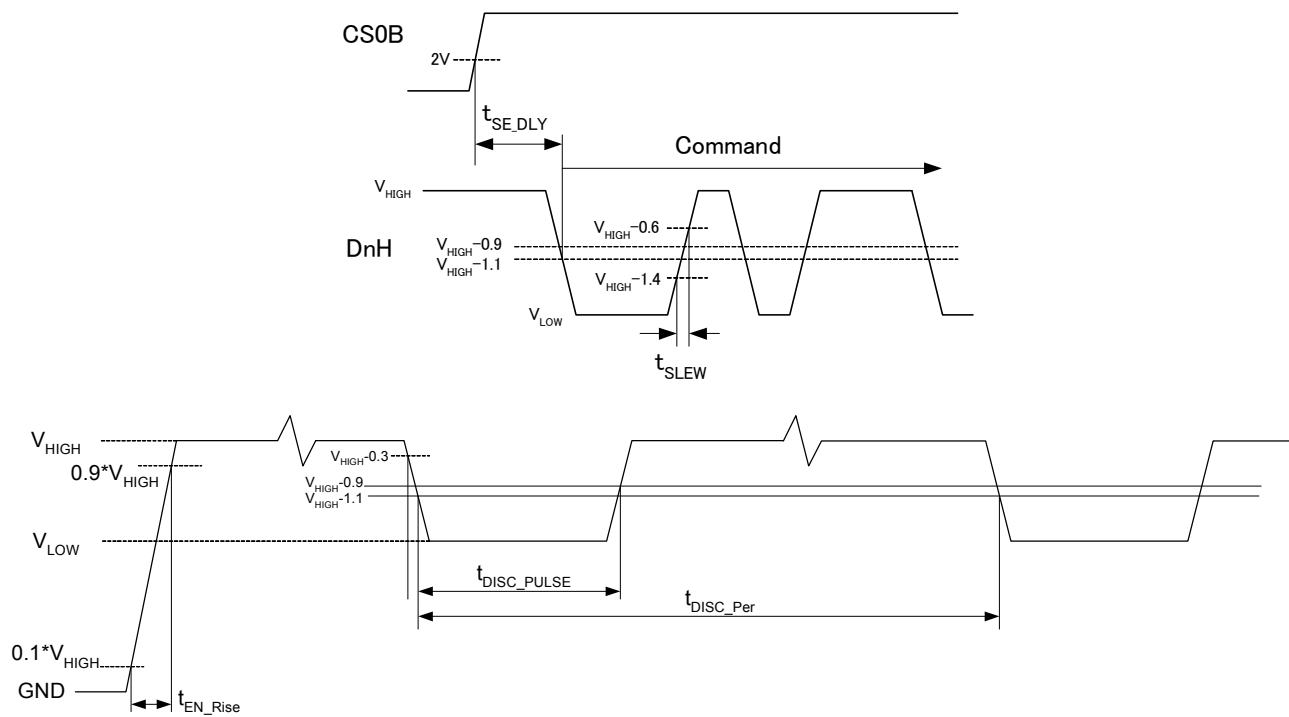 CS0B
2V
tSE_DLY
Command
VHIGH
VHIGH−0.6
DnH
VHIGH−0.9
VHIGH−1.1
VHIGH−1.4
VLOW
tSLEW
VHIGH
VHIGH-0.3
0.9*VHIGH
VHIGH-0.9
VHIGH-1.1
VLOW
tDISC_PULSE
tDISC_Per
0.1*VHIGH
GND
tEN_Rise